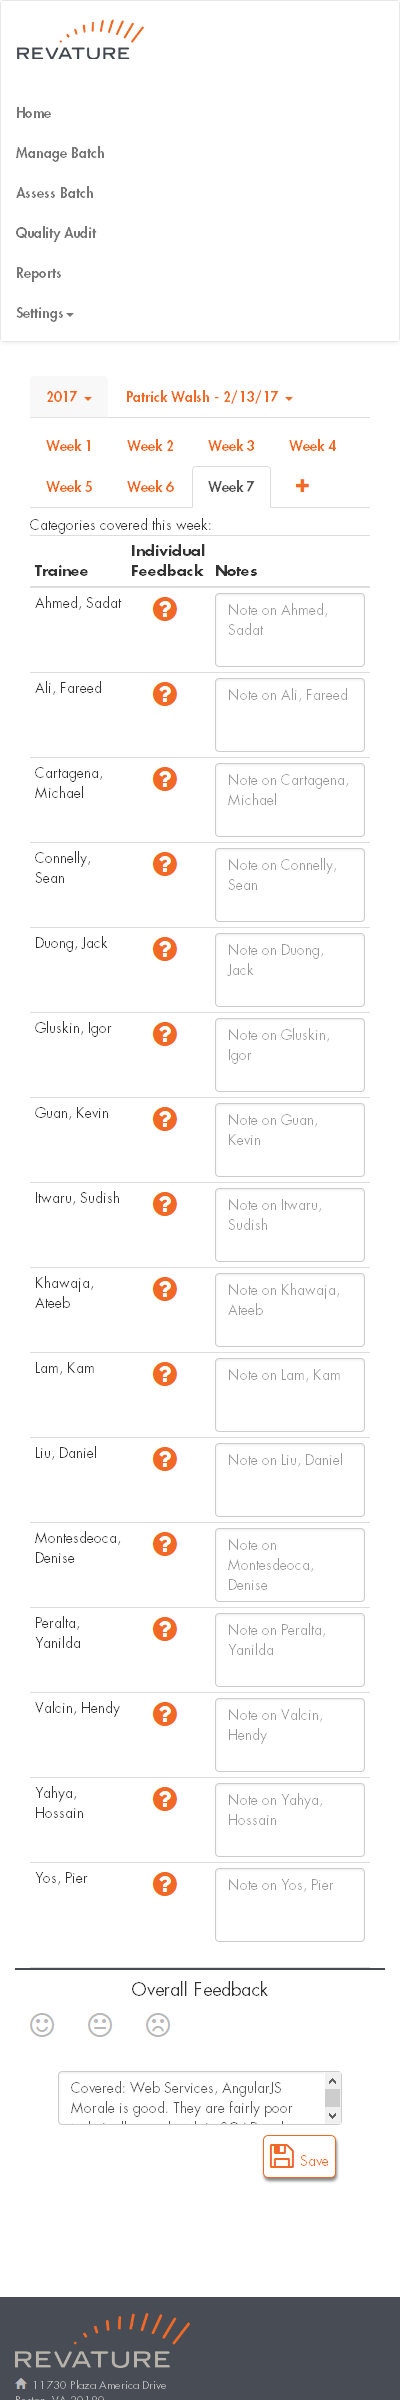 REVATURE
Home
Manage Batch
Assess Batch
Quality Audit
Reports
Settings
2017 Patrick Walsh - 2/13/17
Week 1 Week 2 Week 3 Week 4
Week 5 Week 6 Week 7
Categories covered this week:
Individual
Trainee Feedback Notes
Ahmed, Sadat Note on Ahmed,
Sadat
Ali, Fareed Note on Ali, Fareed
Cartagena, Note on Cartagena,
Michael Michael
Connelly, Note on Connelly,
Sean Sean
Duong, Jack Note on Duong,
Jack
Gluskin, Igor Note on Gluskin,
Igor
Guan, Kevin Note on Guan,
Kevin
Itwaru, Sudish Note on Itwaru,
Sudish
Khawaja, Note on Khawaja,
Ateeb Ateeb
Lam, Kam Note on Lam, Kam
Liu, Daniel Note on Liu, Daniel
Montesdeoca, Note on
Denise Montesdeoca,
Denise
Peralta, Note on Peralta,
Yanilda Yanilda
Valcin, Hendy Note on Valcin,
Hendy
Yahya, Note on Yahya,
Hossain Hossain
Yos, Pier Note on Yos, Pier
Overall Feedback
Covered: Web Services, AngularJS
Morale is good. They are fairly poor
Save
REVATURE
11730 Plaza America Drive